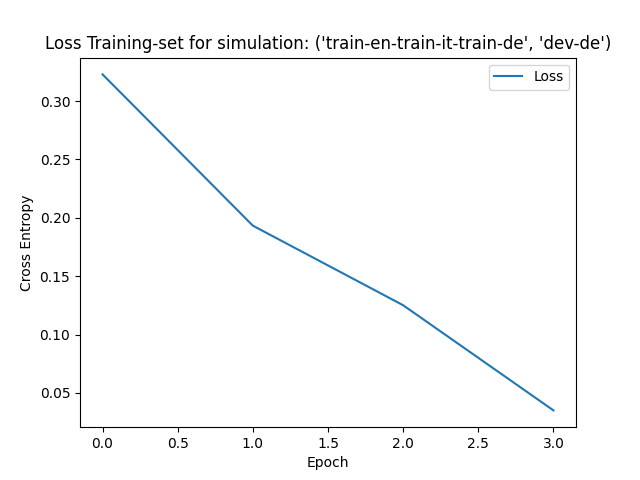 Loss Training-set for simulation: ('train-en-train-it-train-de', 'dev-de')
Loss
0.30
0.25
0.20
0.15
0.10
0.05
Cross Entropy
0.0 0.5 1.0 1.5 2.0 2.5 3.0
Epoch